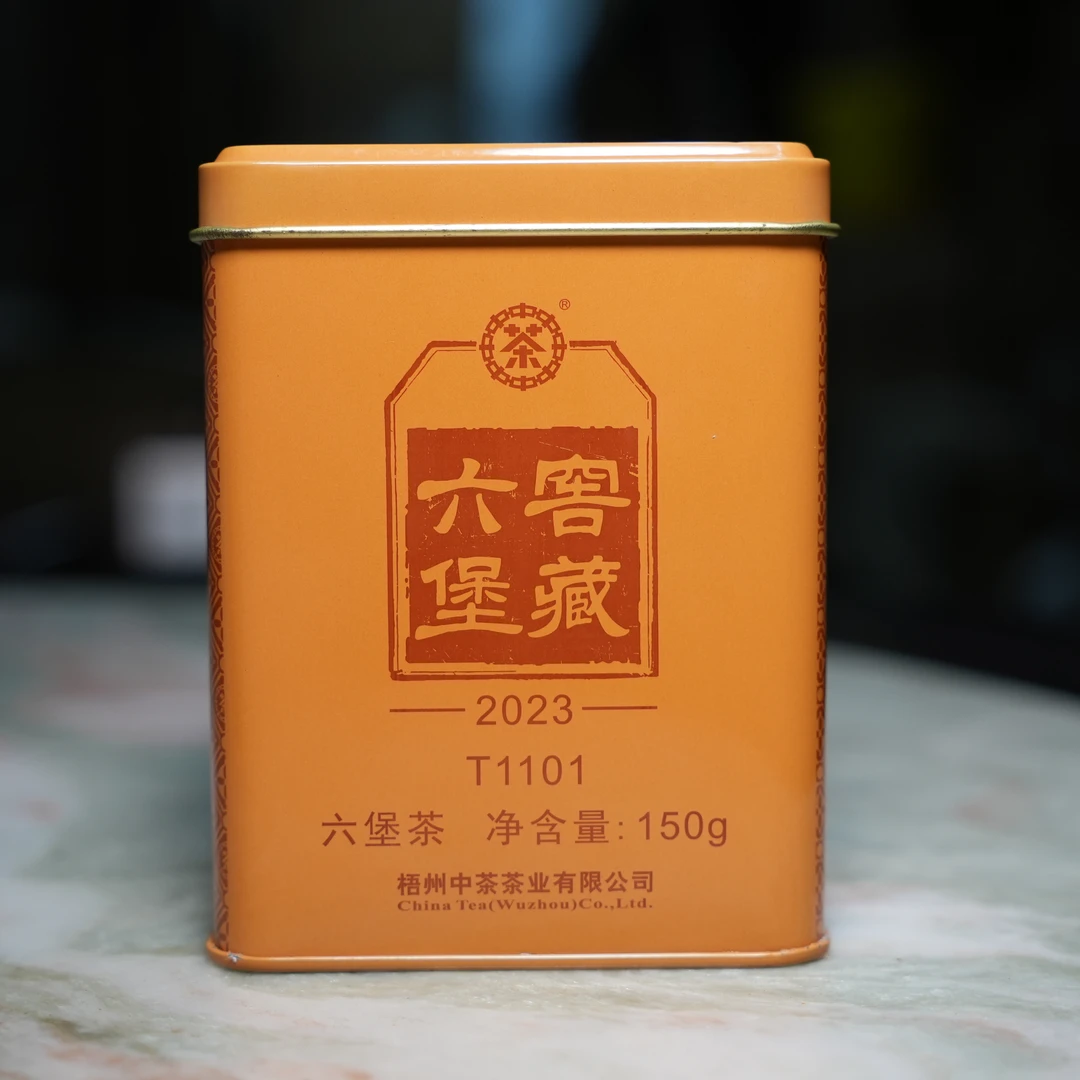 茶
®
窖藏
六堡
2023
T1101
六堡茶 净含量: 150g
梧州中茶茶业有限公司
China Tea(Wuzhou)Co.,Ltd.